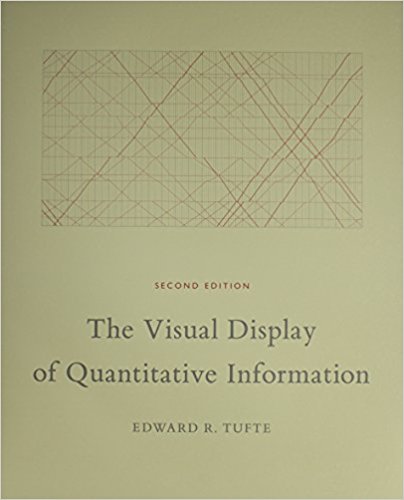 SECOND EDITION
The Visual Display
of Quantitative Information
EDWARD R. TUFTE